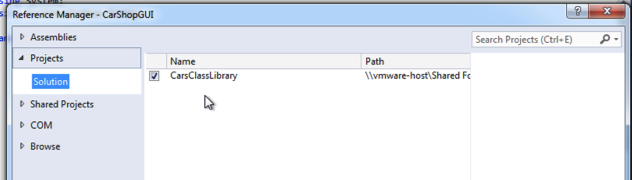 Reference Manager - CarShopGUI
Assemblies
Projects
Solution
Shared Projects
COM
Browse
Name Path
CarsClassLibrary \\vmware-host\Shared Fo
Search Projects (Ctrl+E)